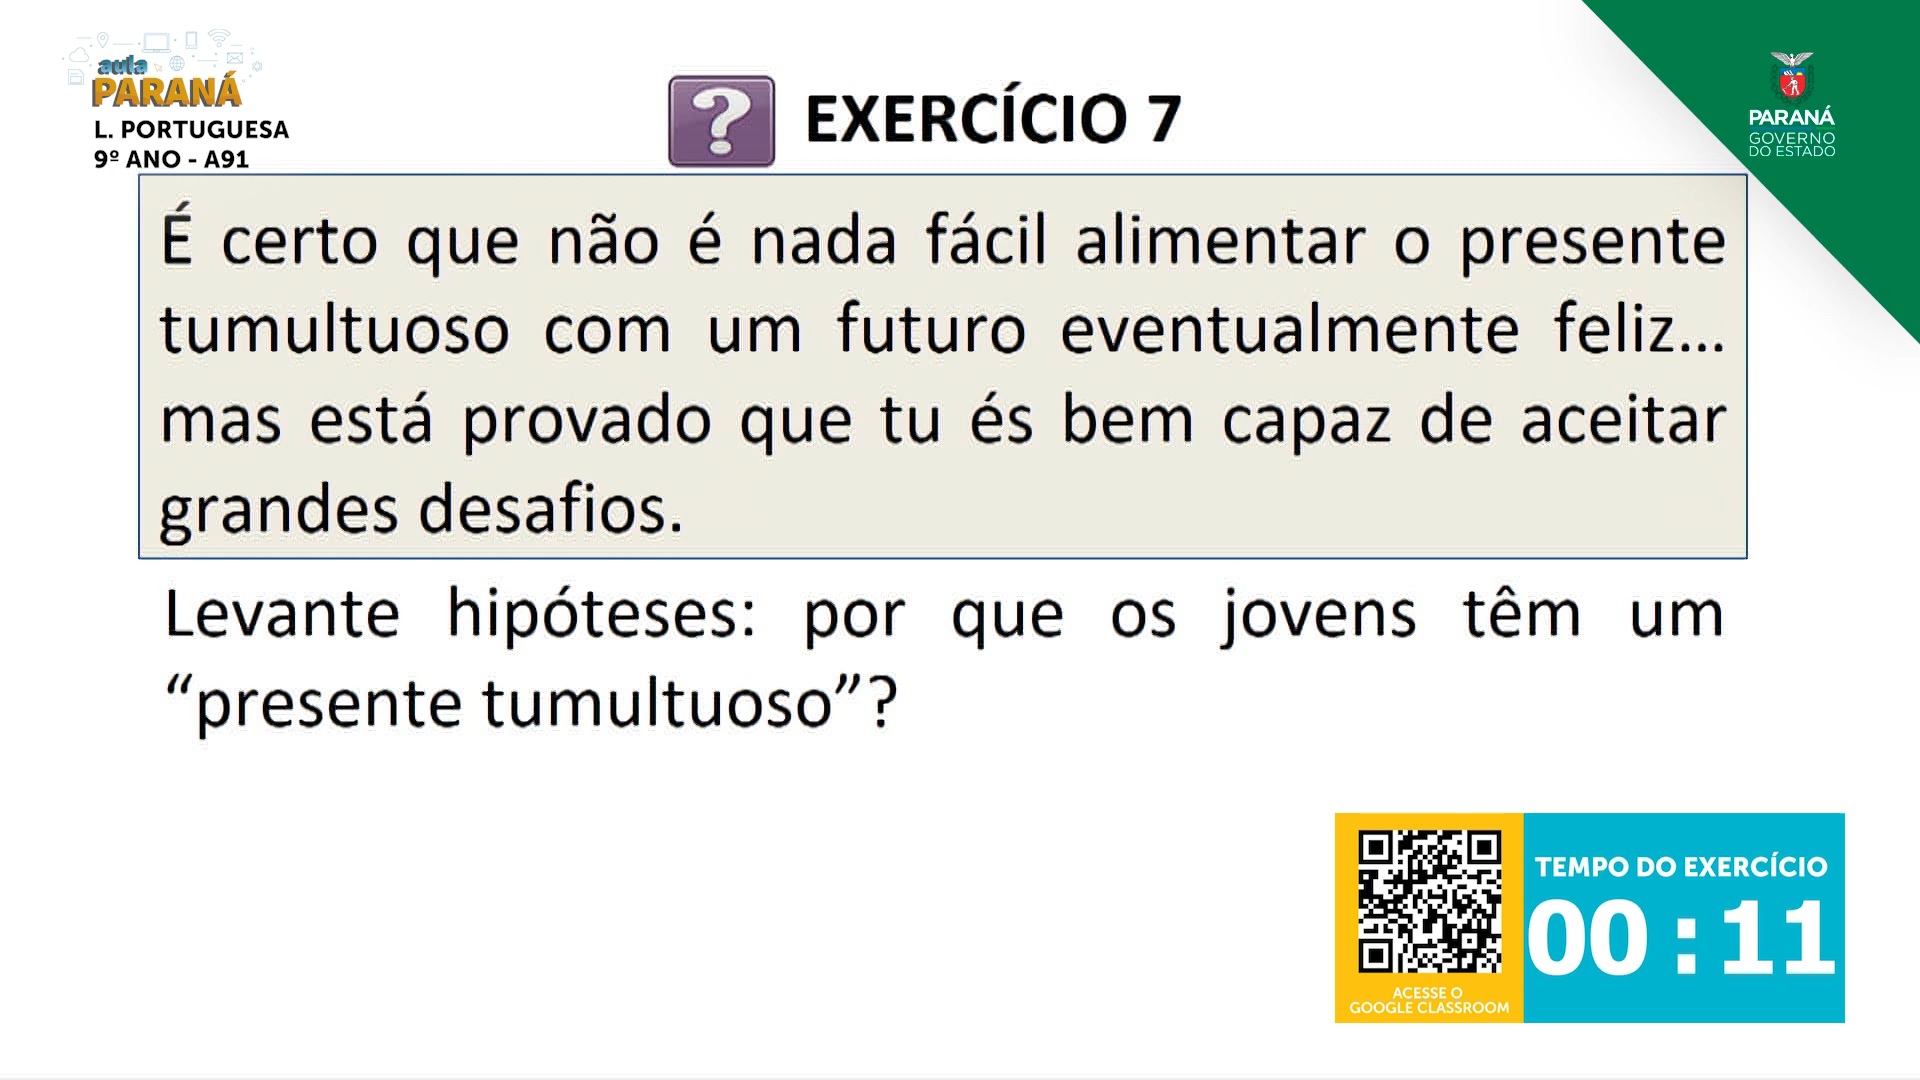 aula
PARANÁ
L. PORTUGUESA
9º ANO - A91
? EXERCÍCIO 7
PARANÁ
GOVERNO
DO ESTADO
É certo que não é nada fácil alimentar o presente
tumultuoso com um futuro eventualmente feliz...
mas está provado que tu és bem capaz de aceitar
grandes desafios.
Levante hipóteses: por que os jovens têm um
“presente tumultuoso”?
TEMPO DO EXERCÍCIO
00 : 11
ACESSE O
GOOGLE CLASSROOM